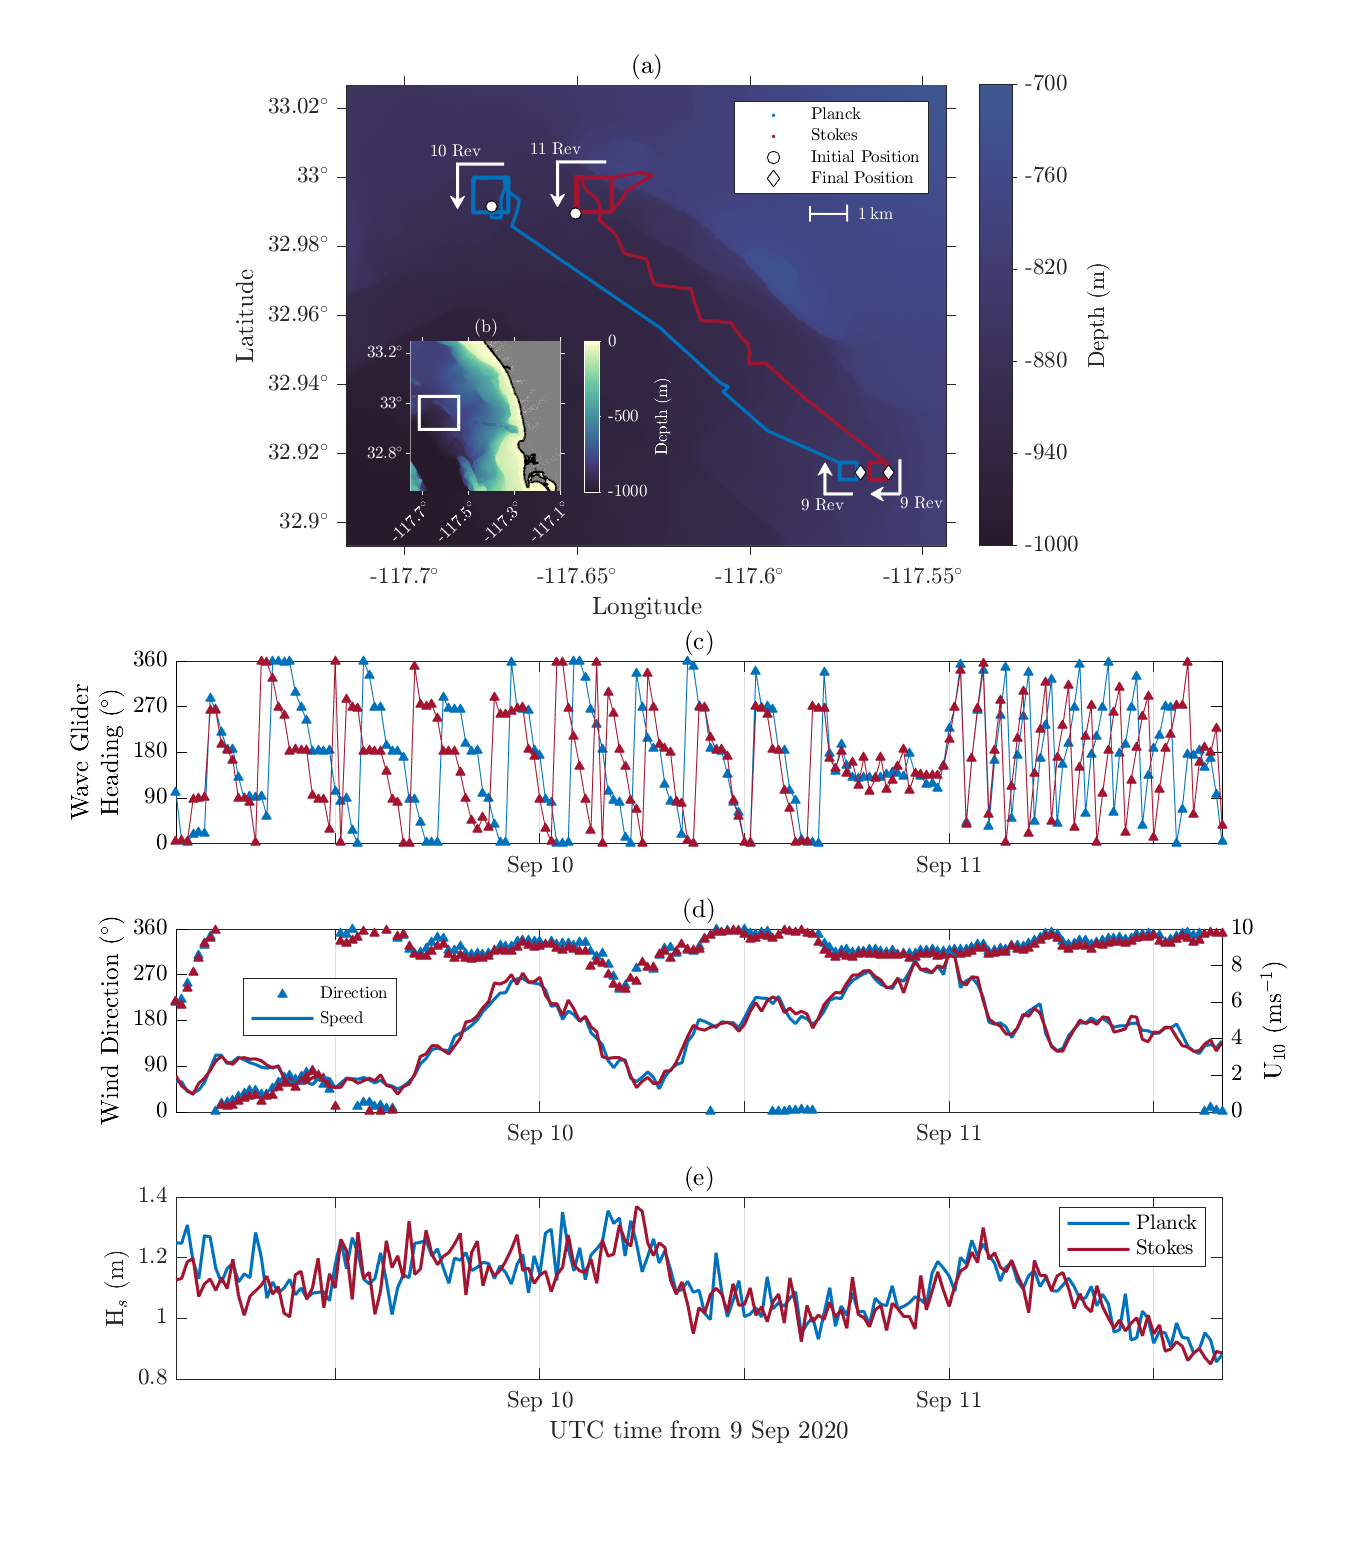 (a)
33.02°
33°
32.98°
32.96°
32.94°
32.92°
32.9°
Latitude
-117.7°
-117.65°
-117.6°
-117.55°
Longitude
10 Rev
11 Rev
Planck
Stokes
Initial Position
Final Position
1 km
9 Rev
9 Rev
-700
-760
-820
-880
-940
-1000
Depth (m)
(b)
33.2°
33°
32.8°
-117.7°
-117.5°
-117.3°
-117.1°
0
-500
-1000
Depth (m)
(c)
Wave Glider
Heading (°)
360
270
180
90
0
Sep 10
Sep 11
(d)
Wind Direction (°)
360
270
180
90
0
Direction
Speed
10
8
6
4
2
0
U10 (ms−1)
Sep 10
Sep 11
(e)
Hs (m)
1.4
1.2
1
0.8
Planck
Stokes
Sep 10
Sep 11
UTC time from 9 Sep 2020